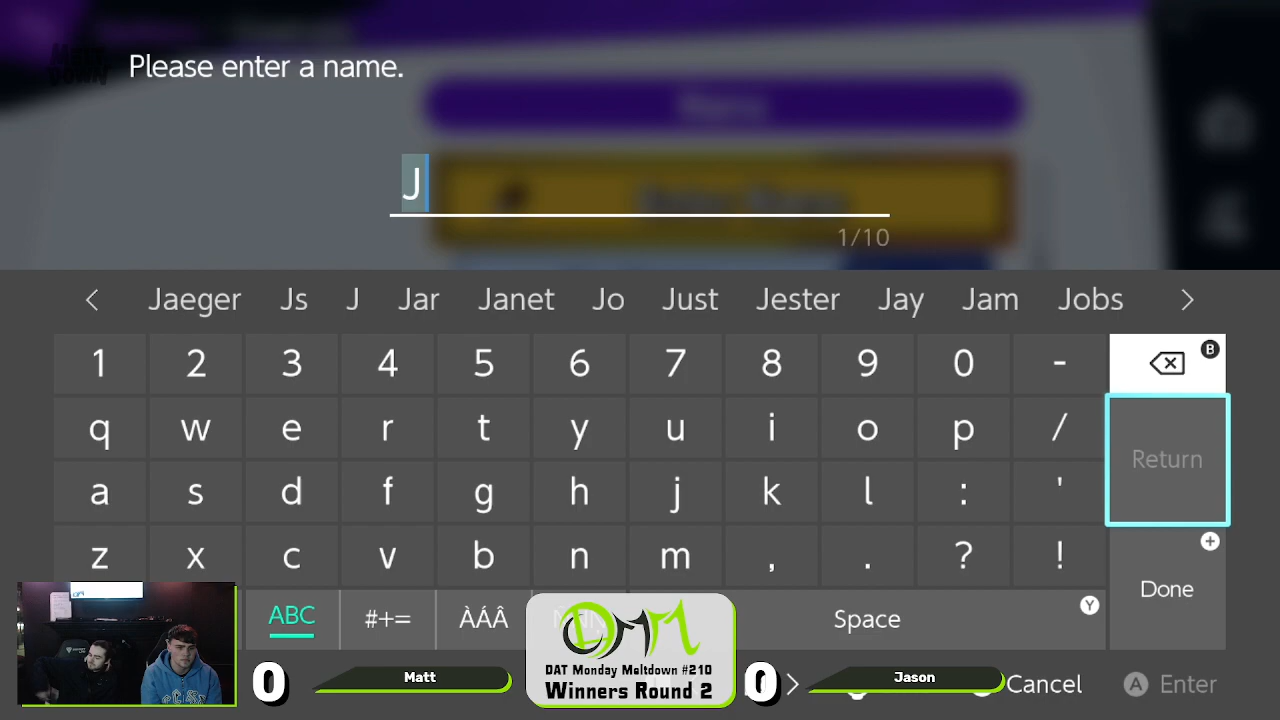 Please enter a name.
J
1/10
Jaeger Js J Jar Janet Jo Just Jester Jay Jam Jobs
1 2 3 4 5 6 7 8 9 0 - B
q w e r t y u i o p /
Return
a s d f g h j k l : '
z x c v b n m , . ? ! +
Done
ABC #+= ÀÁÂ Space Y
DMM
DAT Monday Meltdown #210
Winners Round 2
0 Matt 0 Jason
Cancel A Enter